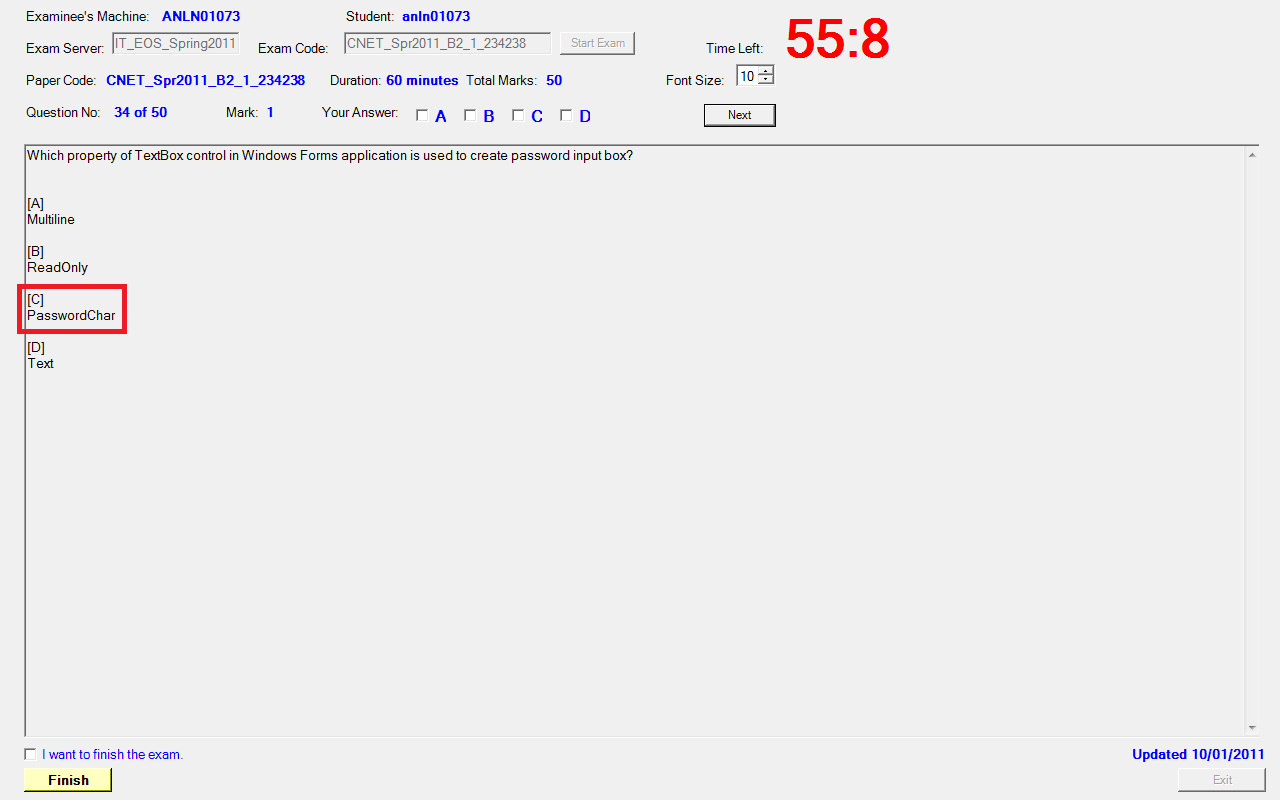 Examinee's Machine: ANLN01073 Student: anln01073
Exam Server: IT_EOS_Spring2011 Exam Code: CNET_Spr2011_B2_1_234238 Start Exam Time Left: 55:8
Paper Code: CNET_Spr2011_B2_1_234238 Duration: 60 minutes Total Marks: 50 Font Size: 10
Question No: 34 of 50 Mark: 1 Your Answer: A B C D Next
Which property of TextBox control in Windows Forms application is used to create password input box?
[A]
Multiline
[B]
ReadOnly
[C]
PasswordChar
[D]
Text
I want to finish the exam. Updated 10/01/2011
Finish Exit